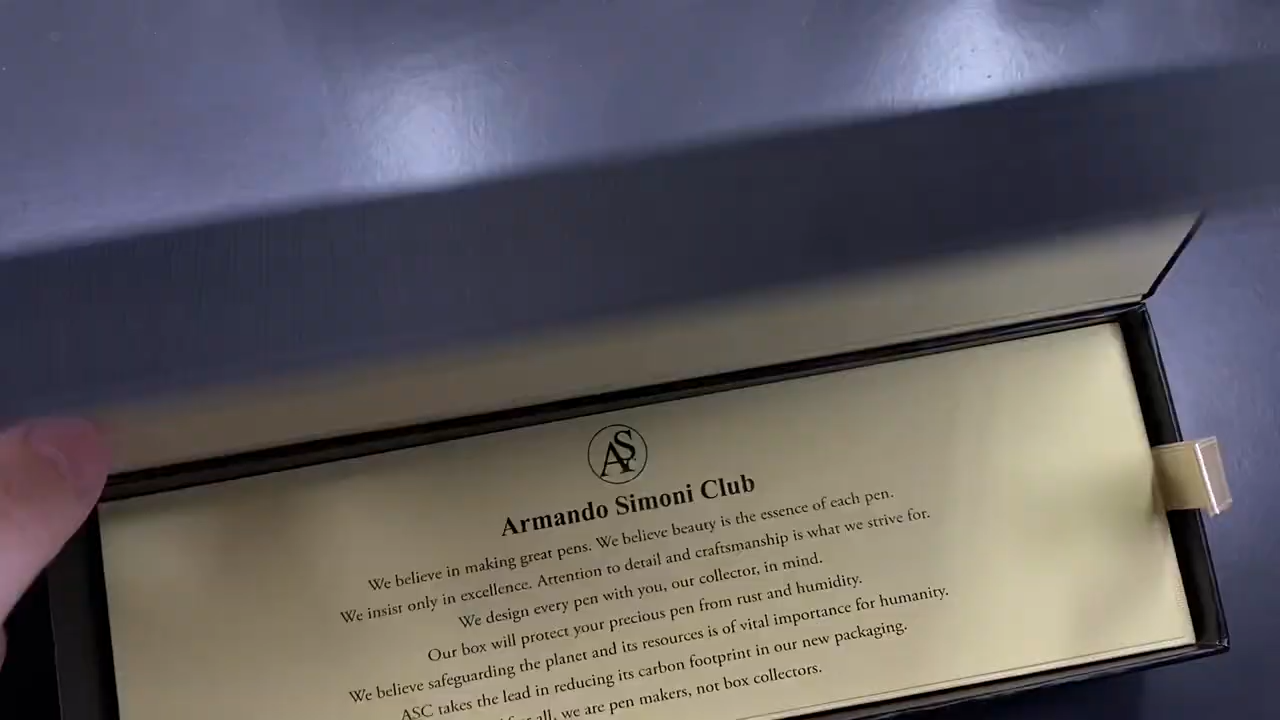 AS
Armando Simoni Club
We believe in making great pens. We believe beauty is the essence of each pen.
We insist only in excellence. Attention to detail and craftsmanship is what we strive for.
We design every pen with you, our collector, in mind.
Our box will protect your precious pen from rust and humidity.
We believe safeguarding the planet and its resources is of vital importance for humanity.
ASC takes the lead in reducing its carbon footprint in our new packaging.
all, we are pen makers, not box collectors.